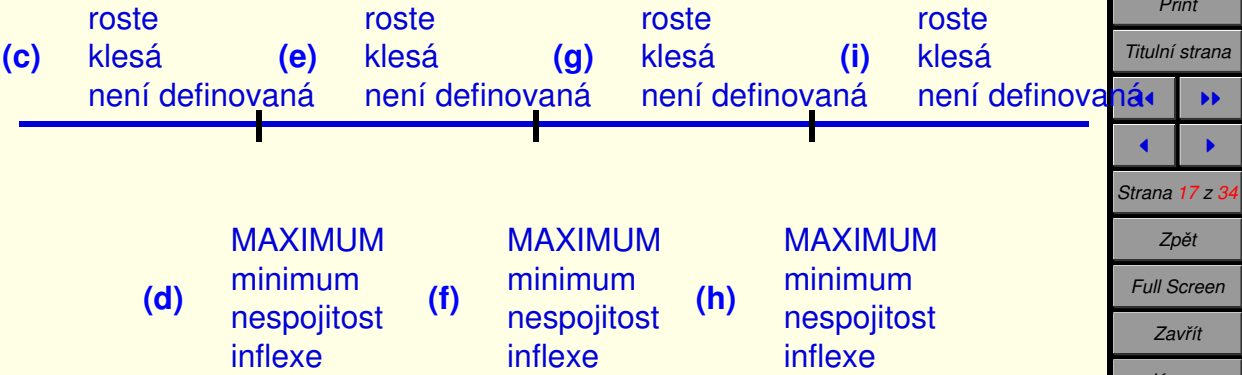 roste roste roste roste
(c) klesá (e) klesá (g) klesá (i) klesá
není definovaná není definovaná není definovaná není definovaná
MAXIMUM MAXIMUM MAXIMUM
minimum minimum minimum
(d) (f) (h)
nespojitost nespojitost nespojitost
inflexe inflexe inflexe
Print
Titulní strana
Strana 17 z 34
Zpět
Full Screen
Zavřít